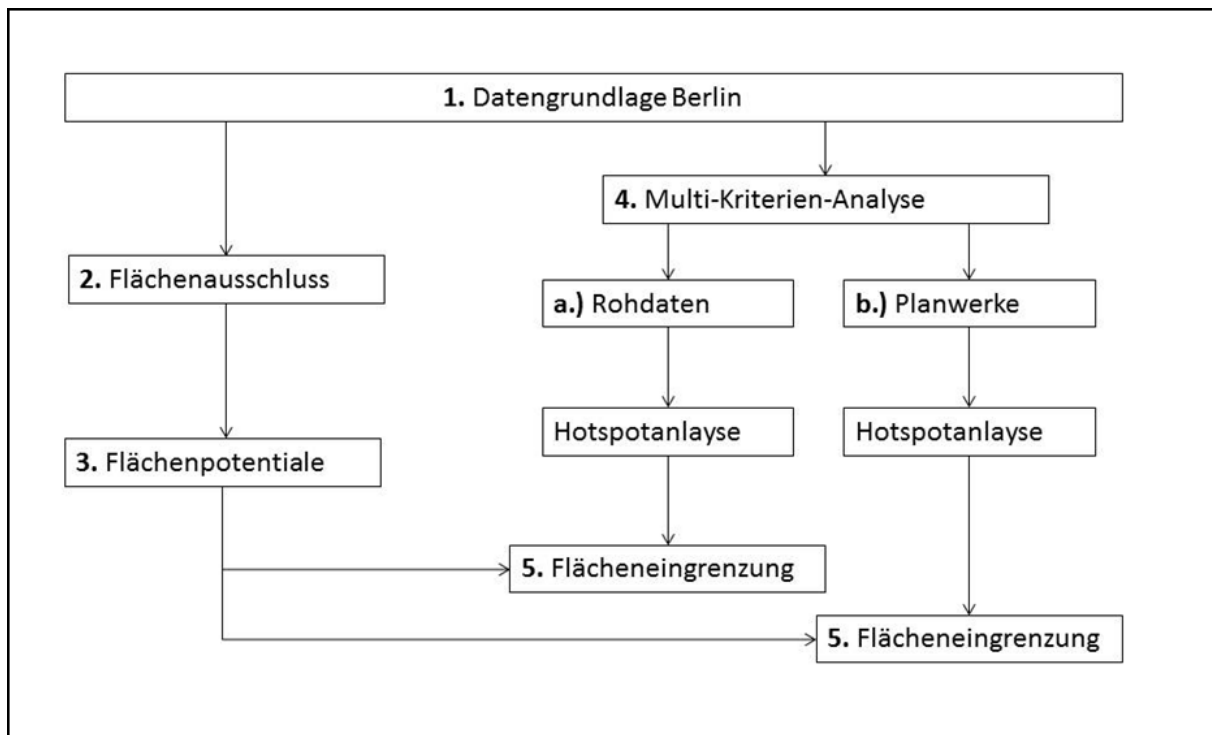 1. Datengrundlage Berlin
4. Multi-Kriterien-Analyse
2. Flächenausschluss
a.) Rohdaten
b.) Planwerke
Hotspotanlayse
Hotspotanlayse
3. Flächenpotentiale
5. Flächeneingrenzung
5. Flächeneingrenzung